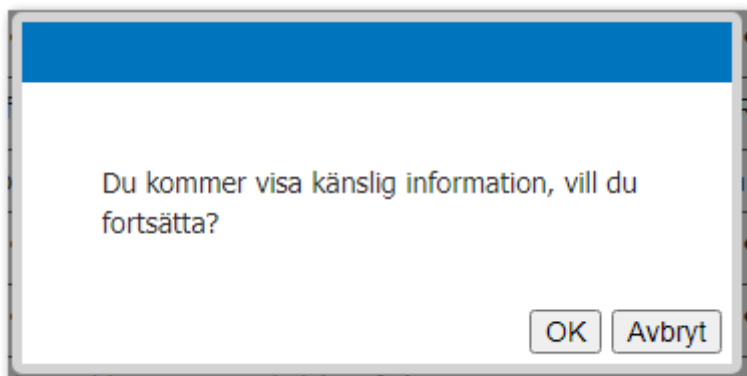 Du kommer visa känslig information, vill du
fortsätta?
OK Avbryt